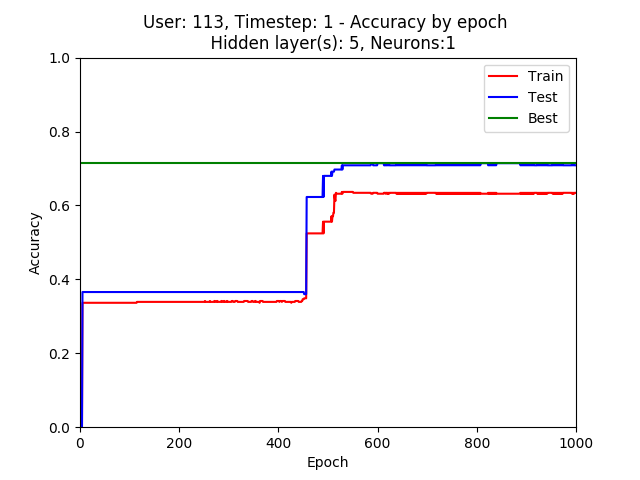 User: 113, Timestep: 1 - Accuracy by epoch
Hidden layer(s): 5, Neurons:1
Train
Test
Best
1.0
0.8
0.6
0.4
0.2
0.0
Accuracy
0
200
400
600
800
1000
Epoch